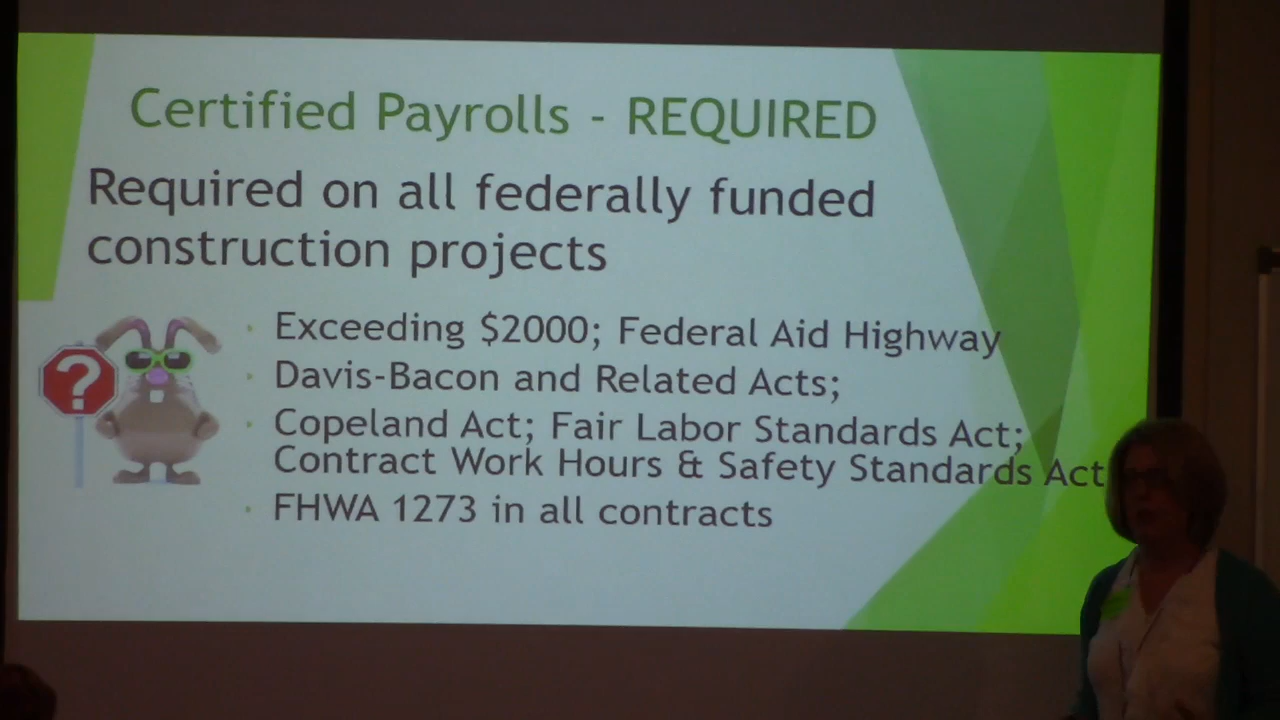 Certified Payrolls - REQUIRED
Required on all federally funded
construction projects
?
Exceeding $2000; Federal Aid Highway
Davis-Bacon and Related Acts;
Copeland Act; Fair Labor Standards Act;
Contract Work Hours & Safety Standards Act
FHWA 1273 in all contracts